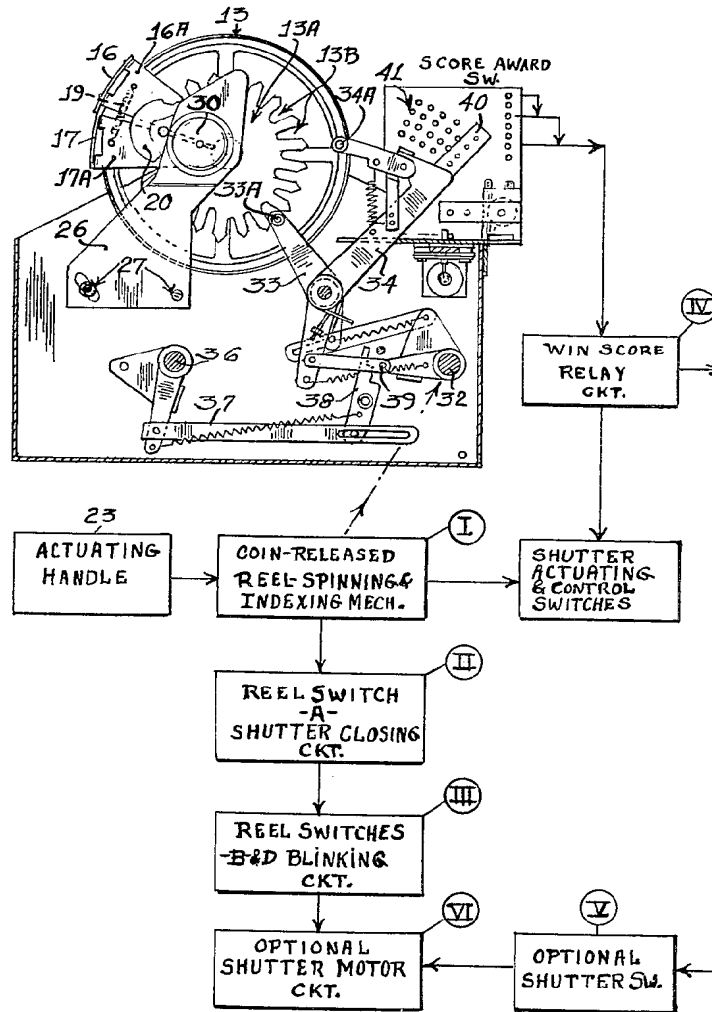 13
16A
16
13A
13B
SCORE AWARD
SW.
41
40
19
30
34A
17
17A
20
33A
26
27
33
34
IV
WIN SCORE
RELAY
CKT.
36
38
39
32
37
23
ACTUATING
HANDLE
I
COIN-RELEASED
REEL-SPINNING &
INDEXING MECH.
SHUTTER
ACTUATING
& CONTROL
SWITCHES
II
REEL SWITCH
-A-
SHUTTER CLOSING
CKT.
III
REEL SWITCHES
-B&D BLINKING
CKT.
VI
OPTIONAL
SHUTTER MOTOR
CKT.
V
OPTIONAL
SHUTTER SW.